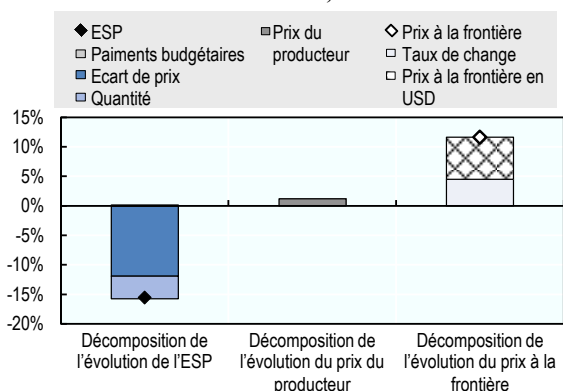 ESP
Paiments budgétaires
Ecart de prix
Quantité
Prix du
producteur
Prix à la frontière
Taux de change
Prix à la frontière en
USD
15%
10%
5%
0%
-5%
-10%
-15%
-20%
Décomposition de
l'évolution de l'ESP
Décomposition de
l'évolution du prix du
producteur
Décomposition de
l'évolution du prix à la
frontière